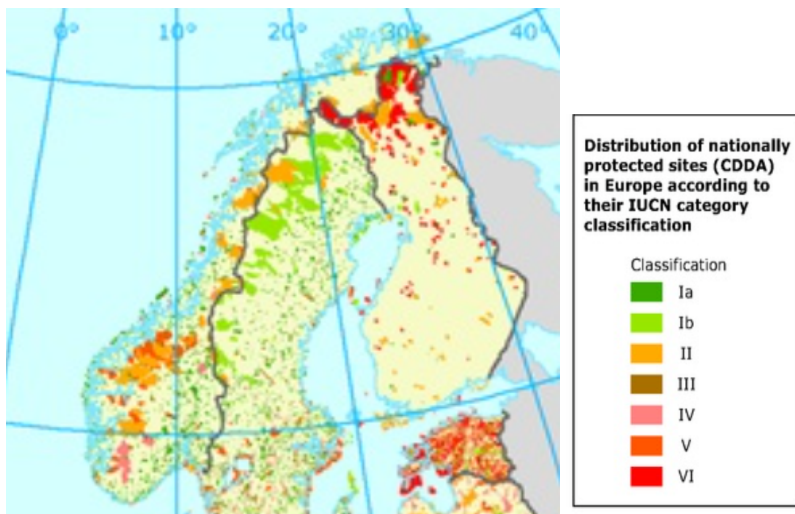 0°
10°
20°
30°
40°
Distribution of nationally
protected sites (CDDA)
in Europe according to
their IUCN category
classification
Classification
Ia
Ib
II
III
IV
V
VI